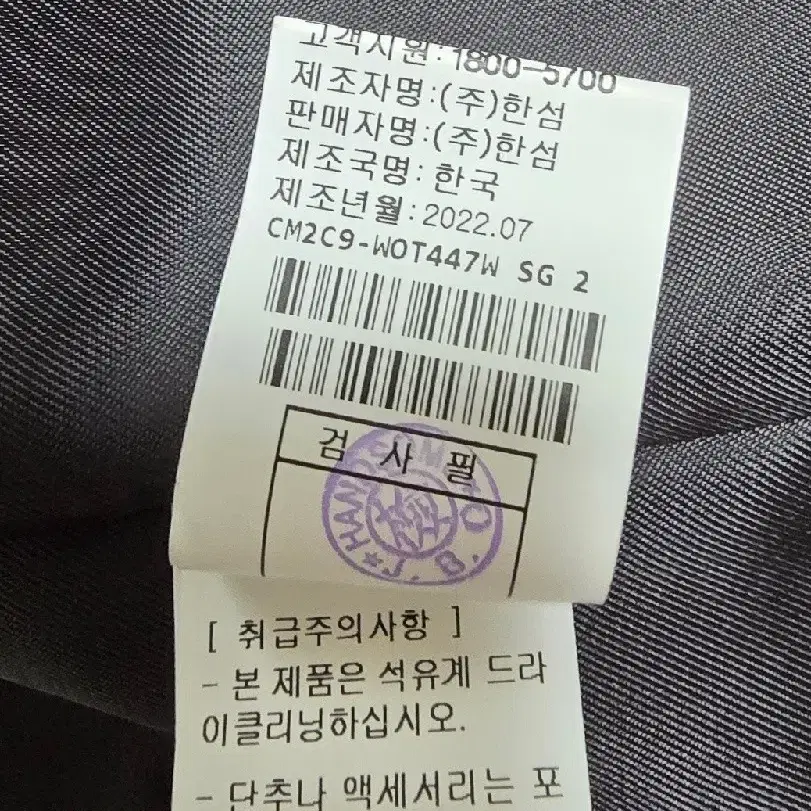 고객지원:1800-5700
제조자명:(주)한섬
판매자명:(주)한섬
제조국명: 한국
제조년월:2022.07
CM2C9-WOT447W SG 2
검 사 필
HANDSOME CO
J. B.
[ 취급주의사항 ]
- 본 제품은 석유계 드라
이클리닝하십시오.
- 단추나 액세서리는 포